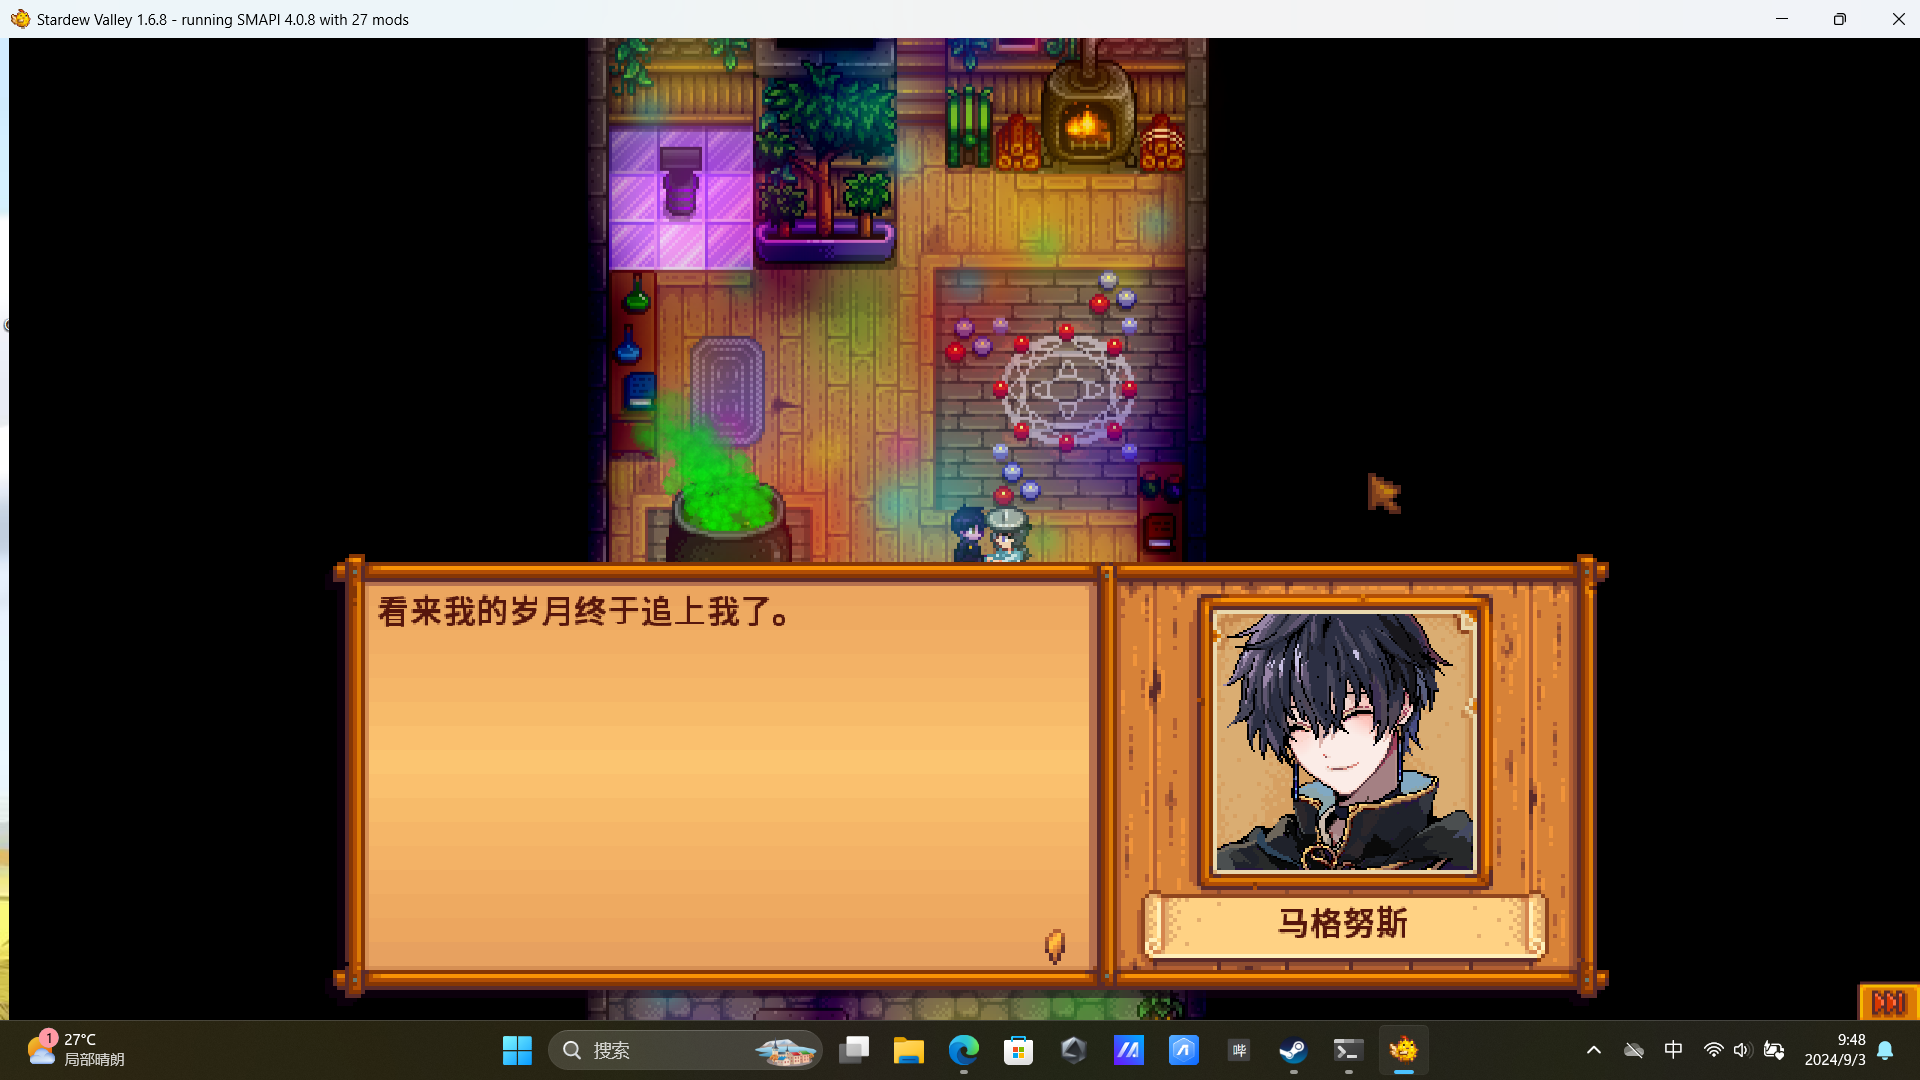 Stardew Valley 1.6.8 - running SMAPI 4.0.8 with 27 mods
看来我的岁月终于追上我了。
马格努斯
1
27°C
局部晴朗
搜索
哔
中
9:48
2024/9/3